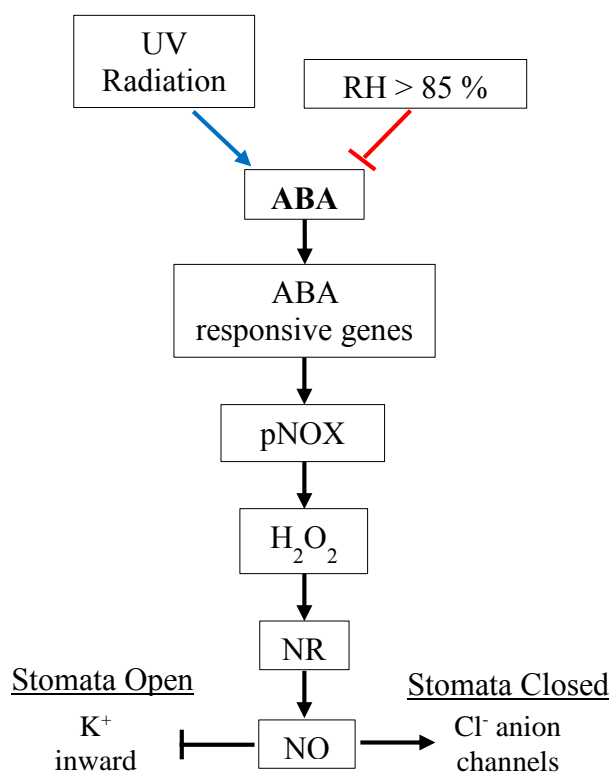 UV
Radiation
RH > 85 %
ABA
ABA
responsive genes
pNOX
H₂O₂
NR
Stomata Open
Stomata Closed
K⁺
inward
NO
Cl⁻ anion
channels